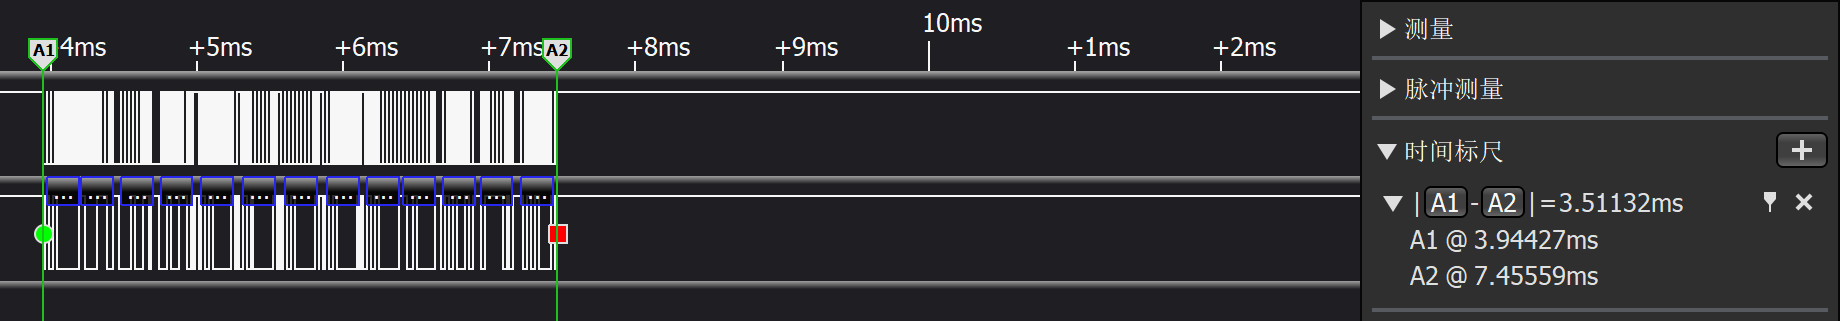 10ms
A1 4ms +5ms +6ms +7ms A2 +8ms +9ms +1ms +2ms
... ... ... ... ... ... ... ... ... ... ... ... ...
测量
脉冲测量
时间标尺 +
| A1 - A2 | = 3.51132ms
A1 @ 3.94427ms
A2 @ 7.45559ms